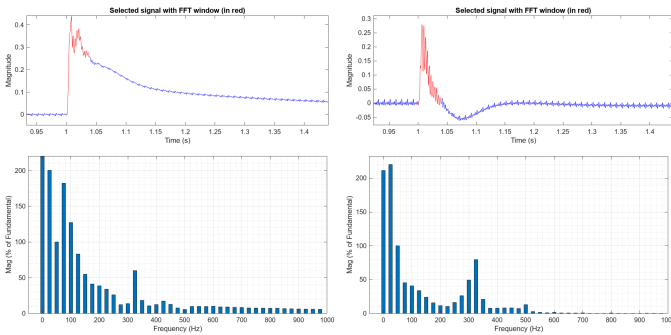 Selected signal with FFT window (in red)
Magnitude
0.4
0.3
0.2
0.1
0
0.95 1 1.05 1.1 1.15 1.2 1.25 1.3 1.35 1.4
Time (s)
Selected signal with FFT window (in red)
Magnitude
0.3
0.25
0.2
0.15
0.1
0.05
0
-0.05
0.95 1 1.05 1.1 1.15 1.2 1.25 1.3 1.35 1.4
Time (s)
Mag (% of Fundamental)
200
150
100
50
0
0 100 200 300 400 500 600 700 800 900 1000
Frequency (Hz)
Mag (% of Fundamental)
200
150
100
50
0
0 100 200 300 400 500 600 700 800 900 100
Frequency (Hz)